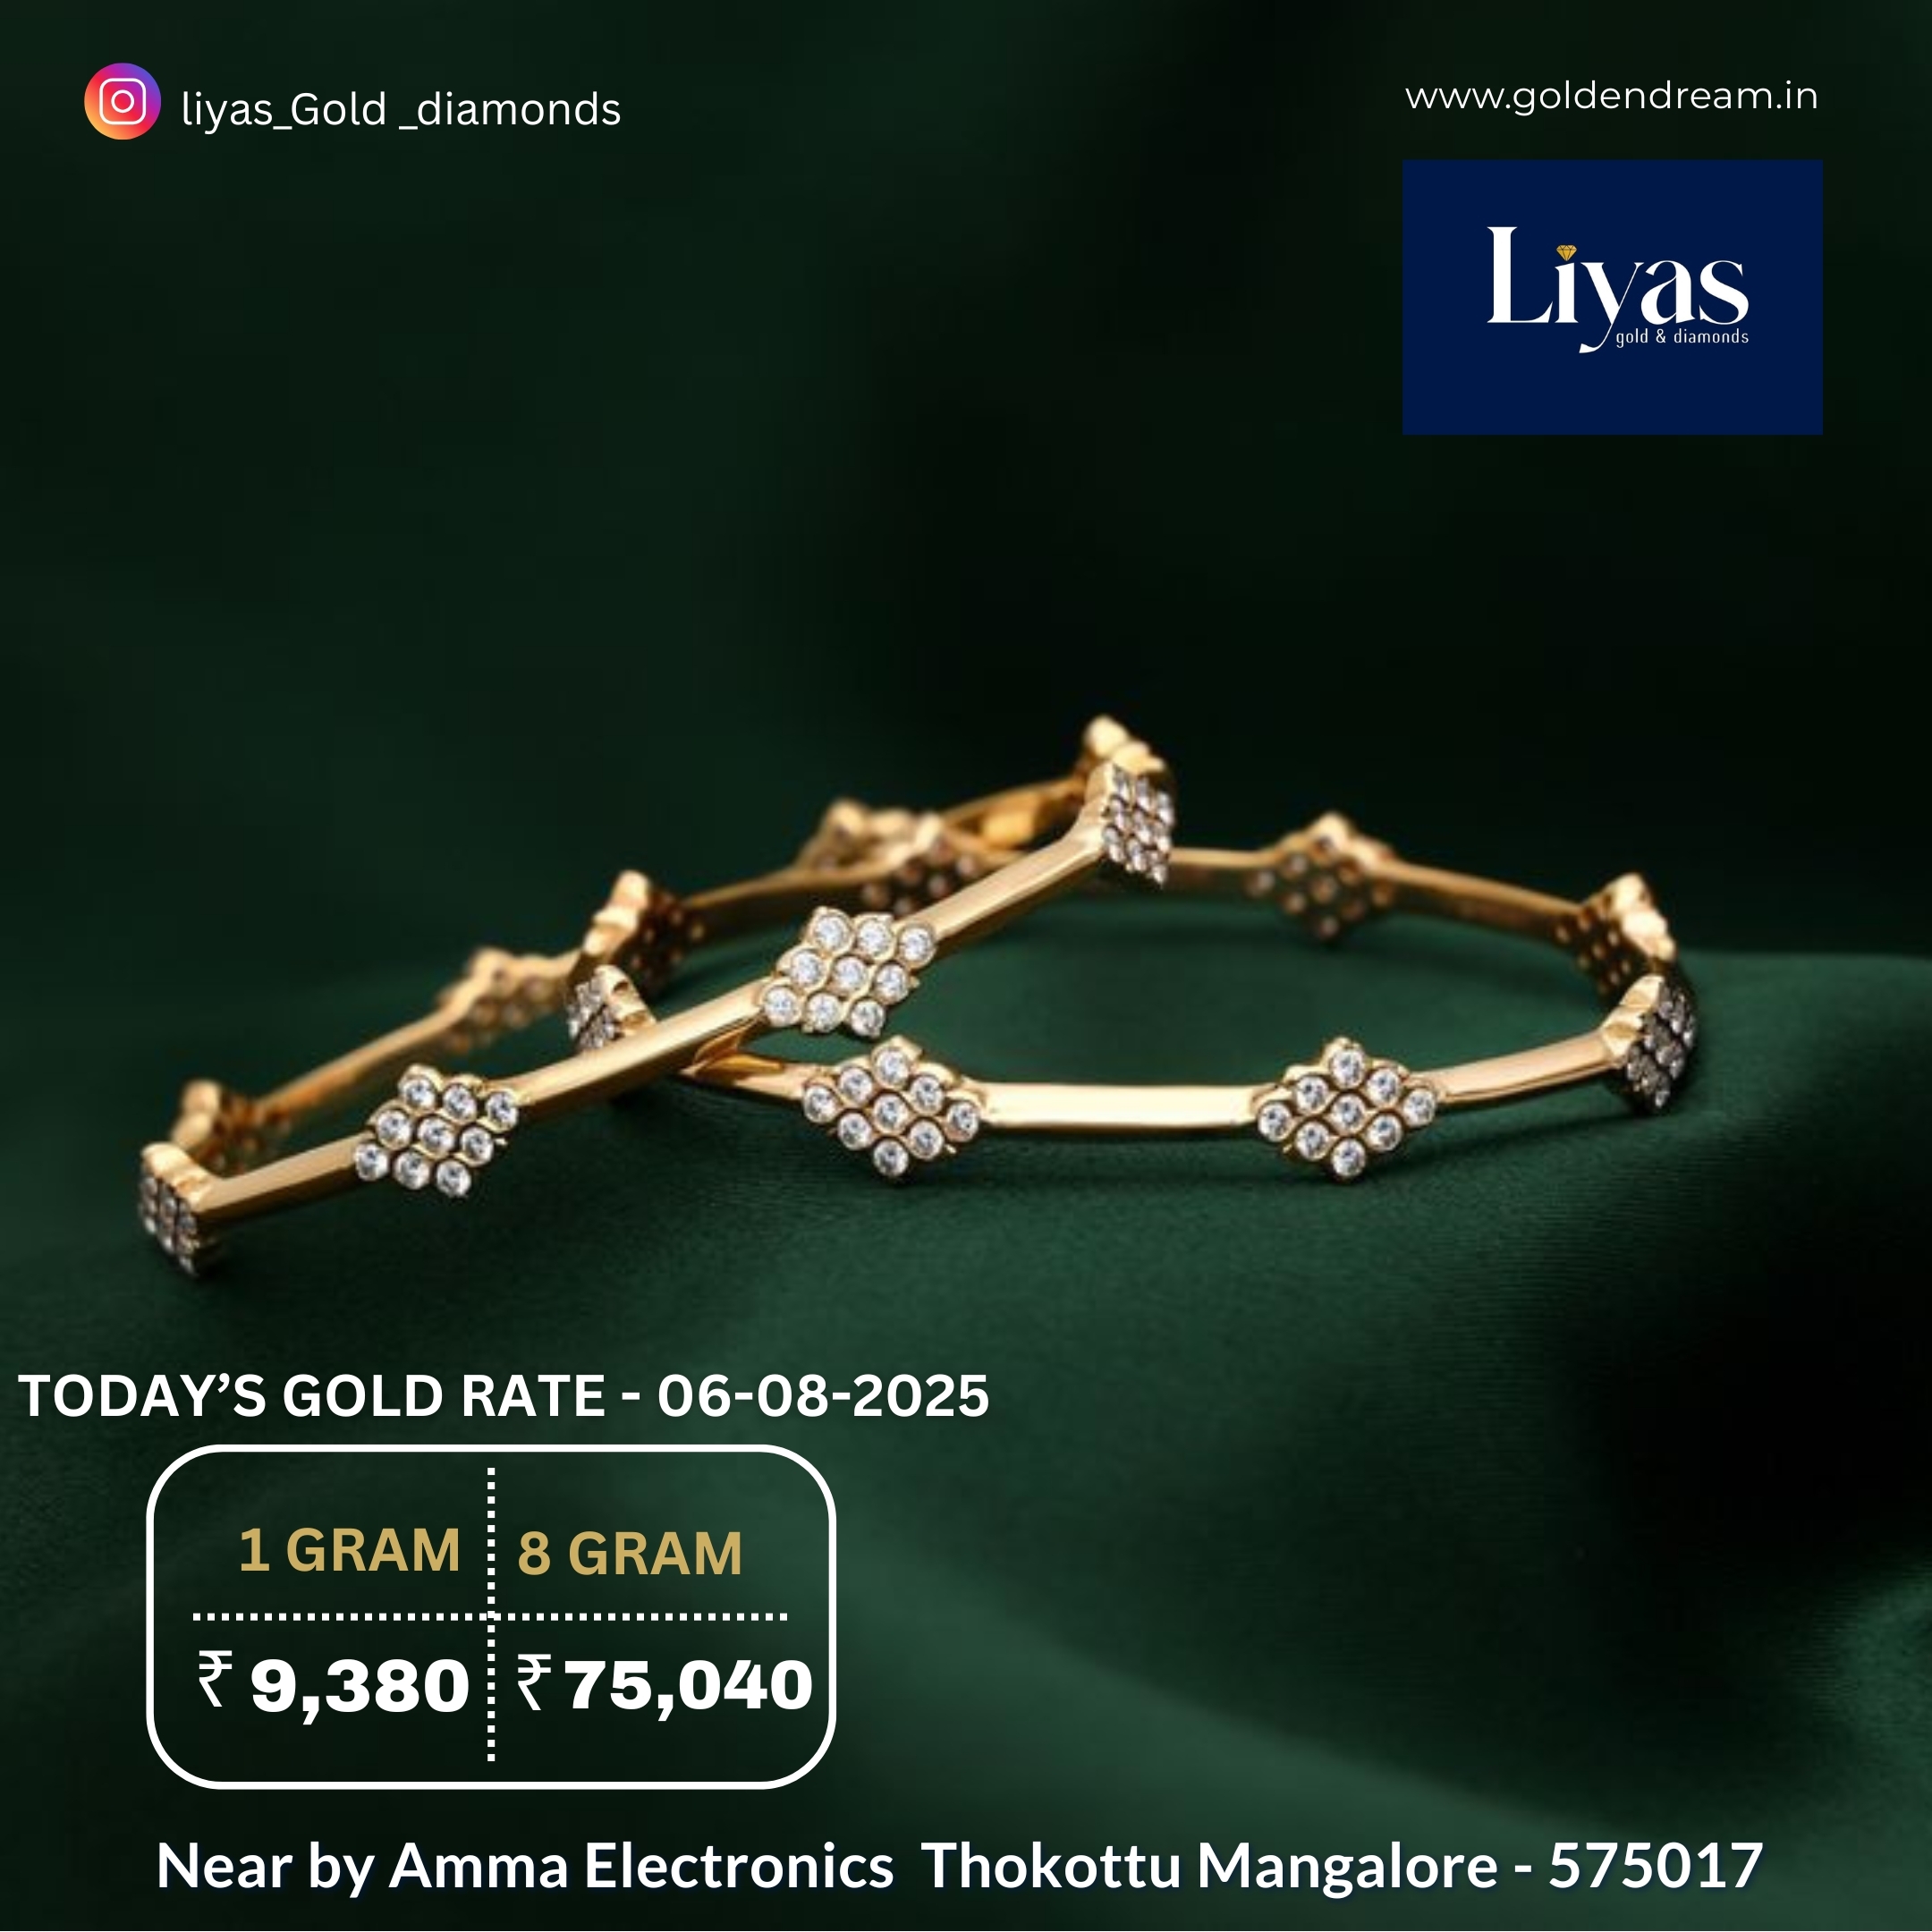 liyas_Gold _diamonds
www.goldendream.in
Liyas
gold & diamonds
TODAY’S GOLD RATE - 06-08-2025
1 GRAM 8 GRAM
₹ 9,380 ₹ 75,040
Near by Amma Electronics Thokottu Mangalore - 575017